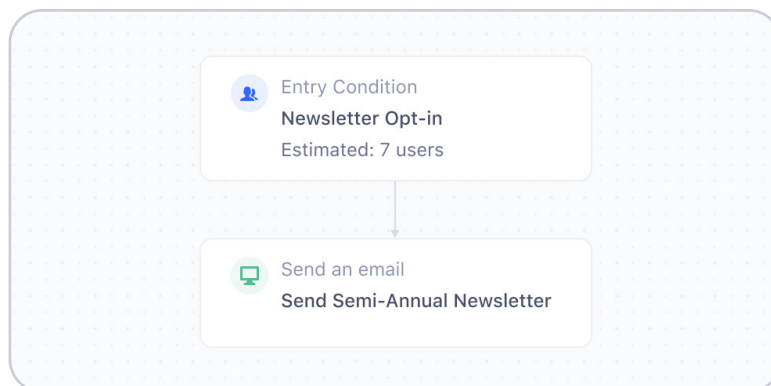 Entry Condition
Newsletter Opt-in
Estimated: 7 users
Send an email
Send Semi-Annual Newsletter